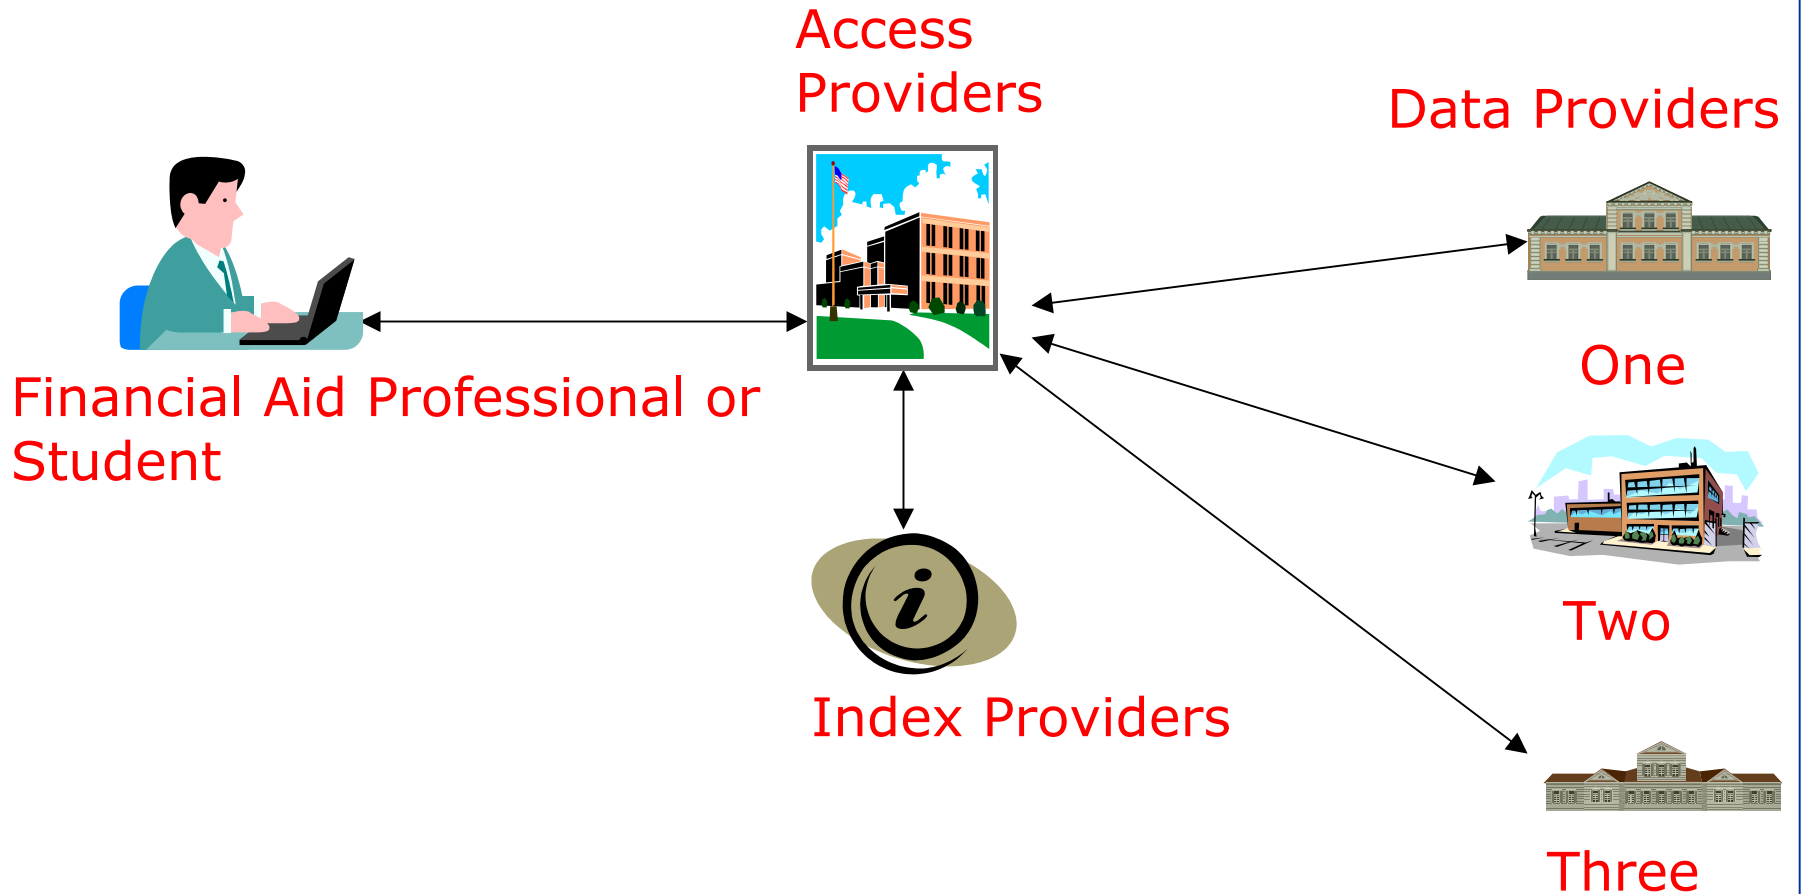 Access
Providers
Data Providers
Financial Aid Professional or
Student
One
Two
Index Providers
Three